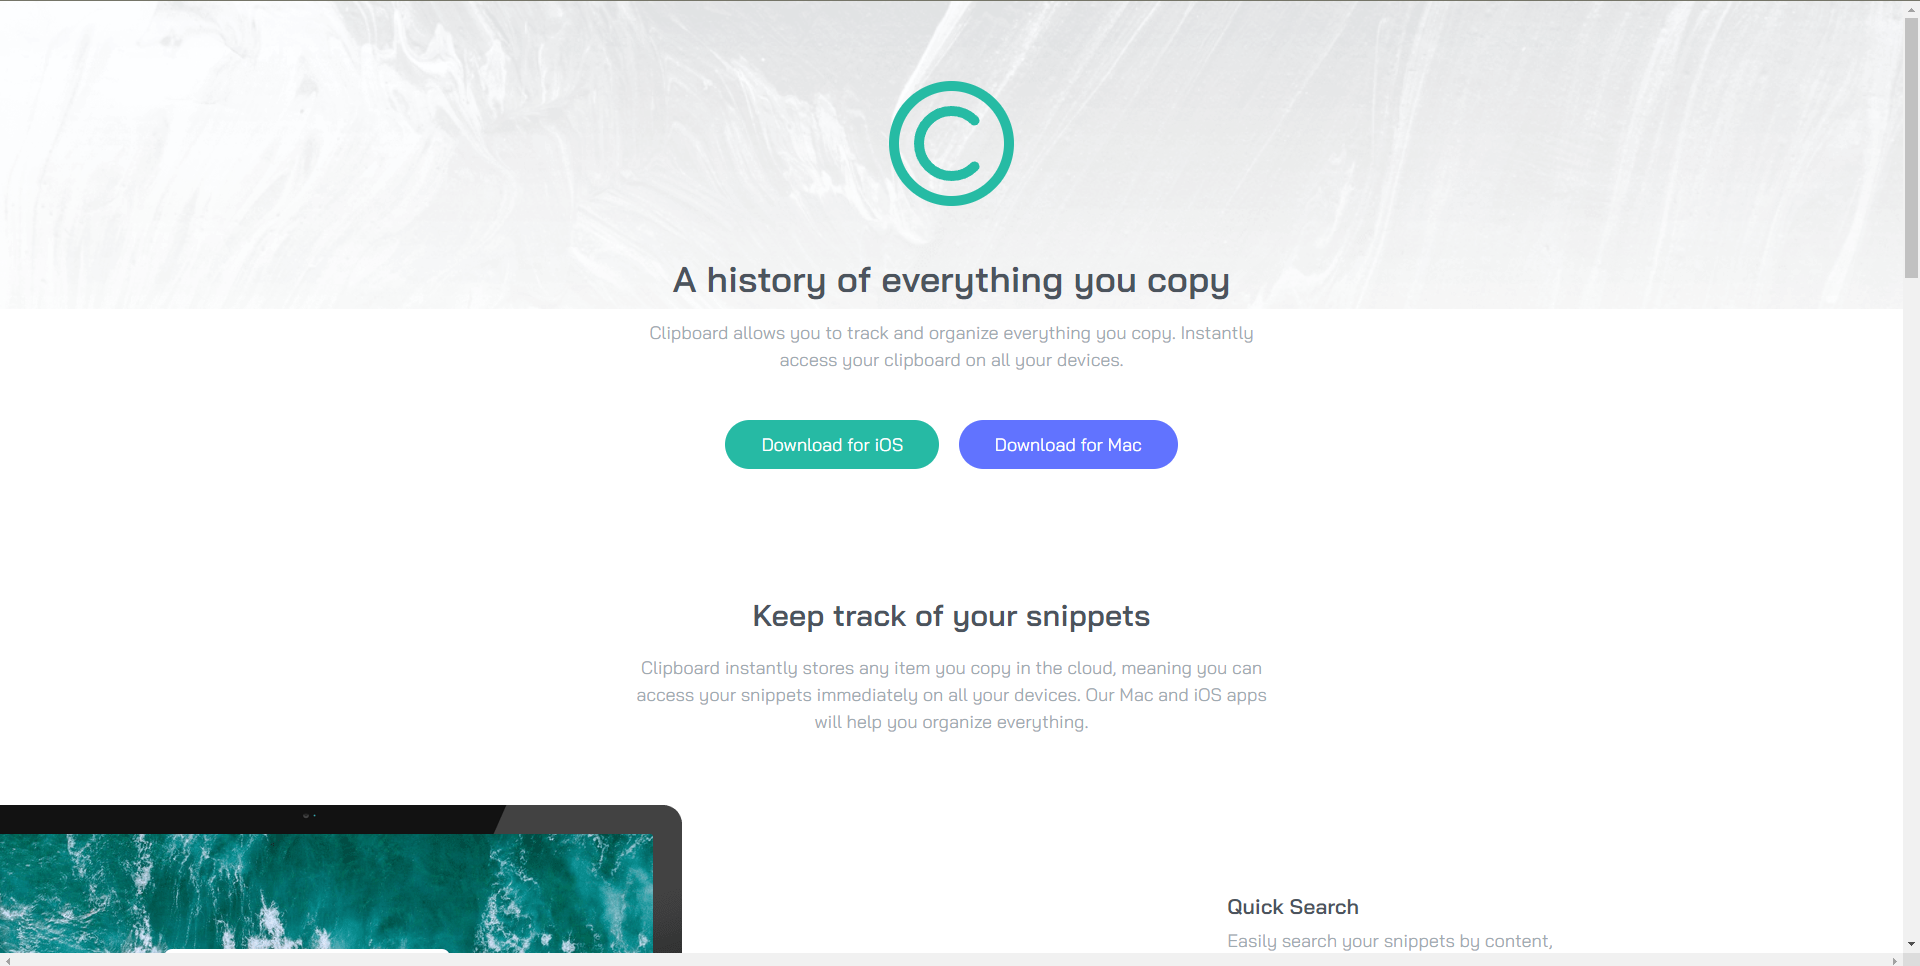 A history of everything you copy
Clipboard allows you to track and organize everything you copy. Instantly
access your clipboard on all your devices.
Download for iOS
Download for Mac
Keep track of your snippets
Clipboard instantly stores any item you copy in the cloud, meaning you can
access your snippets immediately on all your devices. Our Mac and iOS apps
will help you organize everything.
Quick Search
Easily search your snippets by content,